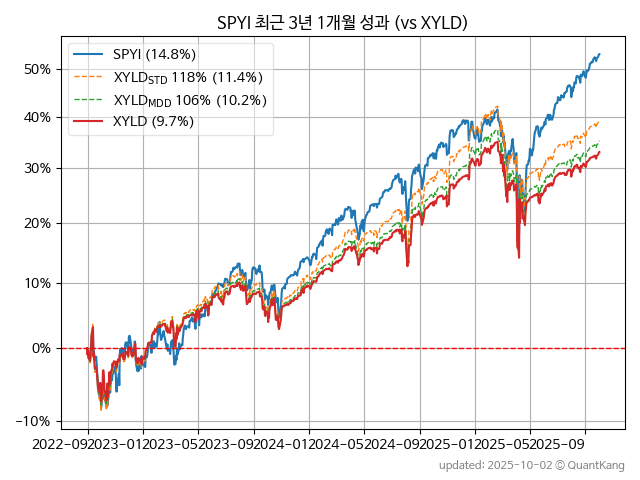 SPYI 최근 3년 1개월 성과 (vs XYLD)
SPYI (14.8%)
XYLD_STD 118% (11.4%)
XYLD_MDD 106% (10.2%)
XYLD (9.7%)
50%
40%
30%
20%
10%
0%
−10%
2022-09 2023-01 2023-05 2023-09 2024-01 2024-05 2024-09 2025-01 2025-05 2025-09
updated: 2025-10-02 © QuantKang